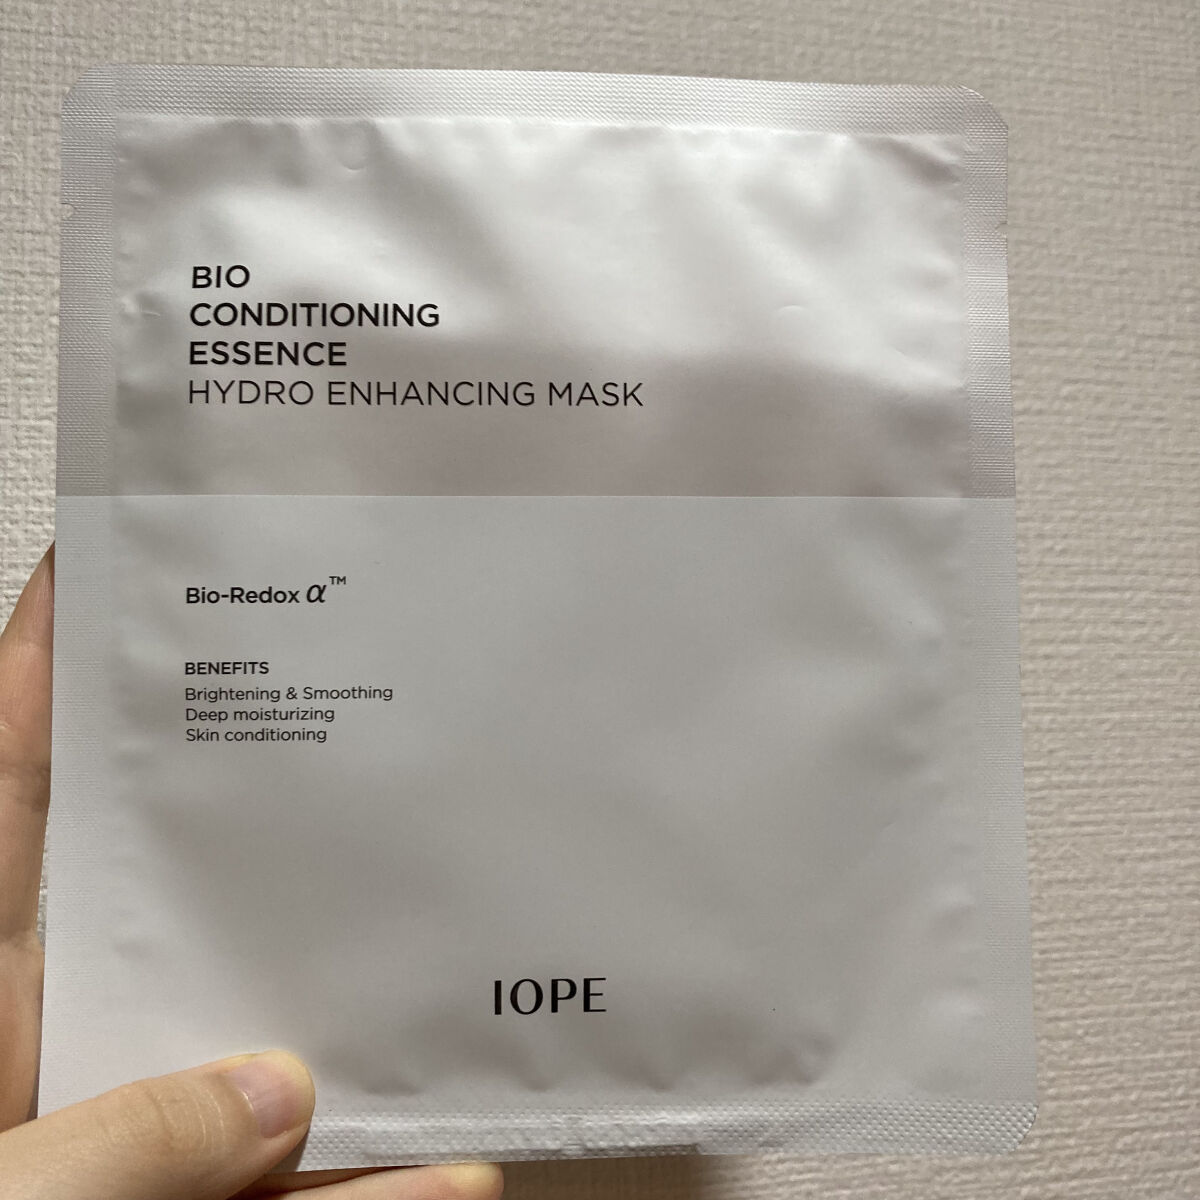 BIO
CONDITIONING
ESSENCE
HYDRO ENHANCING MASK
Bio-Redox α™
BENEFITS
Brightening & Smoothing
Deep moisturizing
Skin conditioning
IOPE